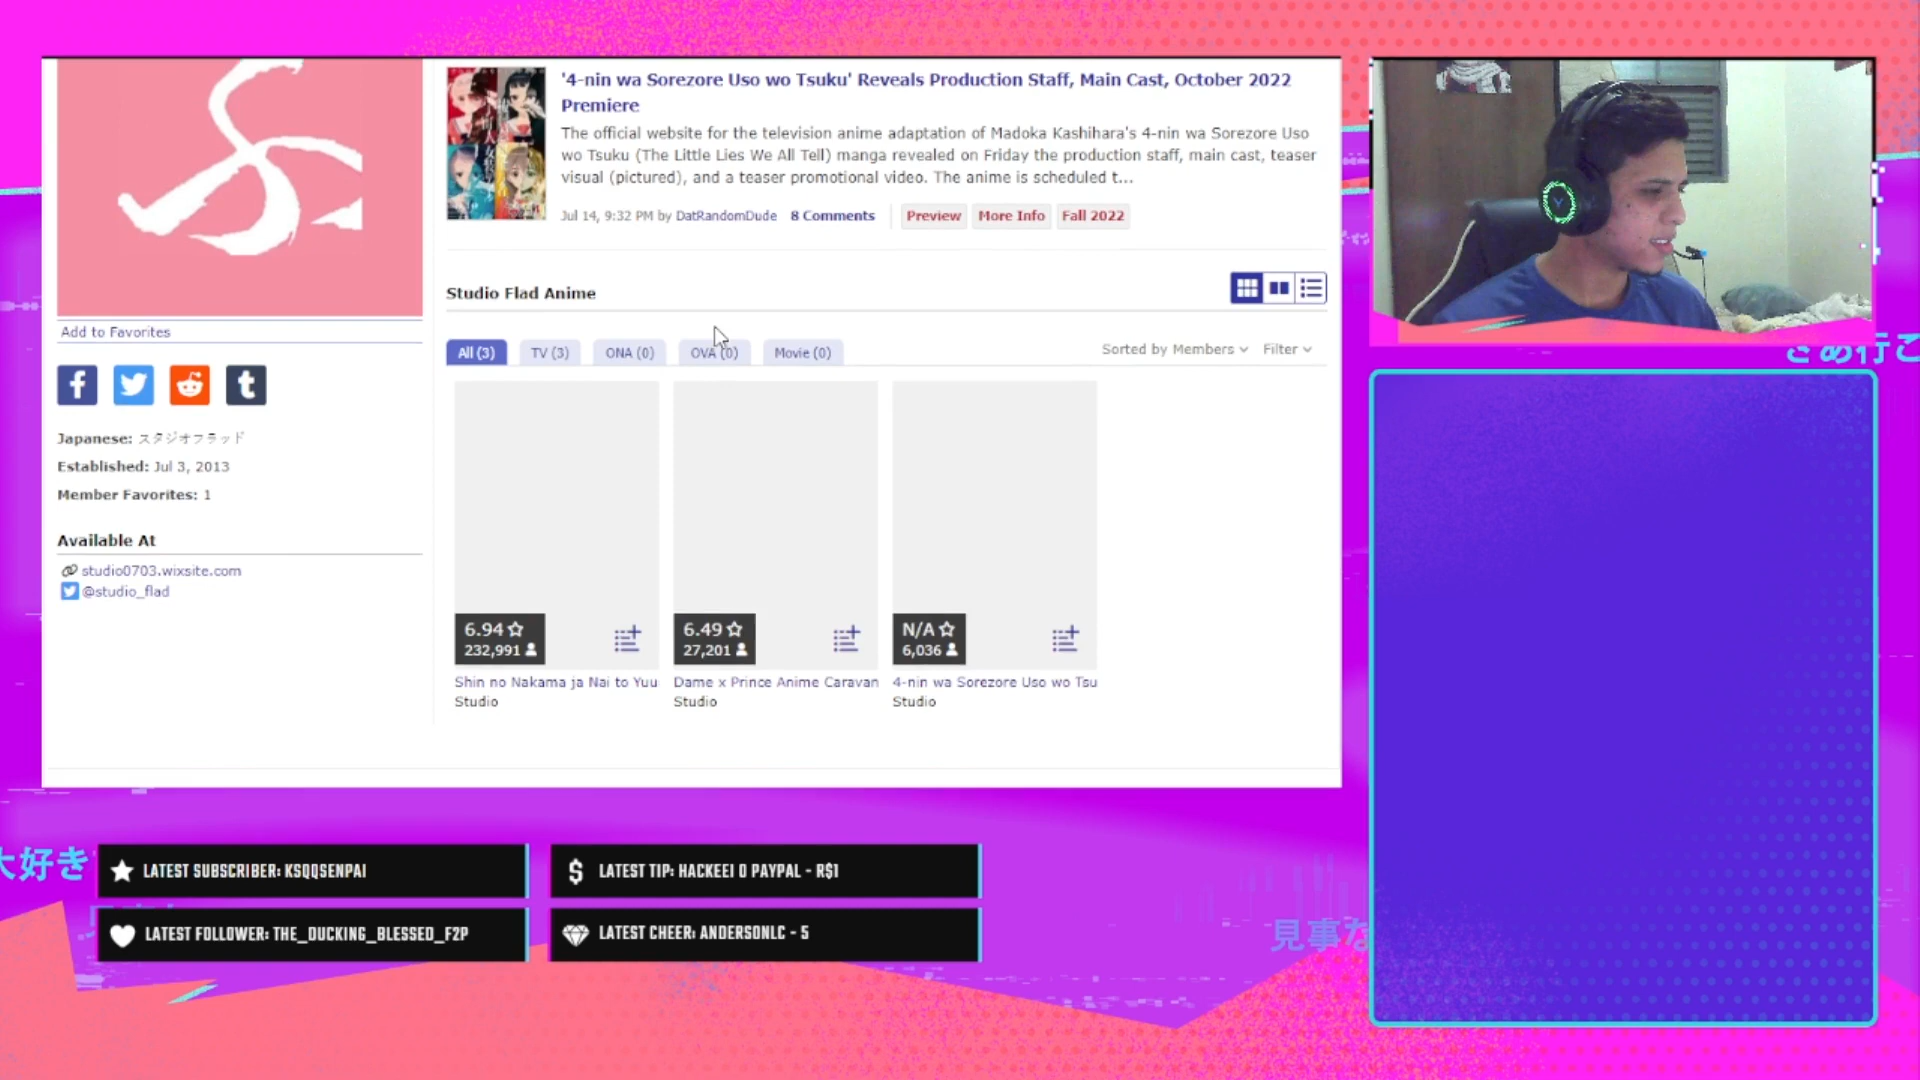 '4-nin wa Sorezore Uso wo Tsuku' Reveals Production Staff, Main Cast, October 2022
Premiere
The official website for the television anime adaptation of Madoka Kashihara's 4-nin wa Sorezore Uso
wo Tsuku (The Little Lies We All Tell) manga revealed on Friday the production staff, main cast, teaser
visual (pictured), and a teaser promotional video. The anime is scheduled t...
Jul 14, 9:32 PM by DatRandomDude 8 Comments Preview More Info Fall 2022
Studio Flad Anime
All (3) TV (3) ONA (0) OVA (0) Movie (0) Sorted by Members Filter
Add to Favorites
Japanese: スタジオフラッド
Established: Jul 3, 2013
Member Favorites: 1
Available At
studio0703.wixsite.com
@studio_flad
6.94
232,991
Shin no Nakama ja Nai to Yuu
Studio
6.49
27,201
Dame x Prince Anime Caravan
Studio
N/A
6,036
4-nin wa Sorezore Uso wo Tsu
Studio
大好き
LATEST SUBSCRIBER: KSQQSENPAI
LATEST TIP: HACKEEI O PAYPAL - R$1
LATEST FOLLOWER: THE_DUCKING_BLESSED_F2P
LATEST CHEER: ANDERSONLC - 5
見事な